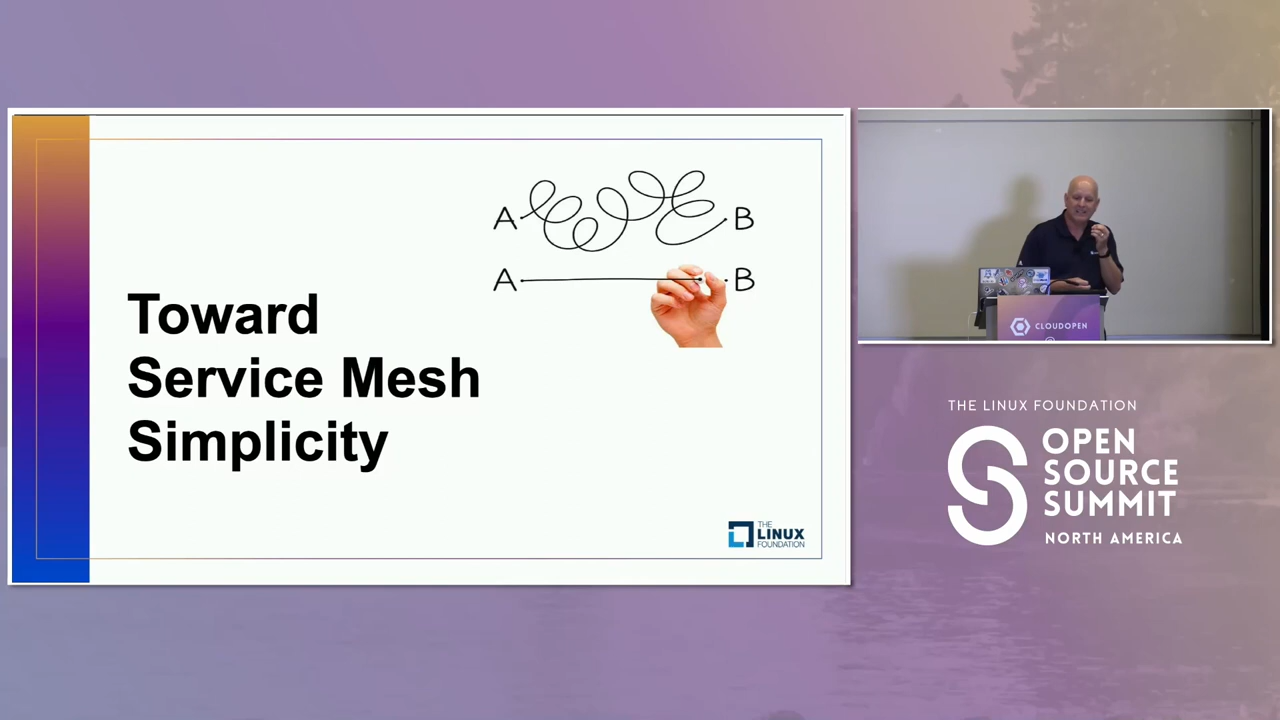 A
B
A
B
Toward
Service Mesh
Simplicity
THE
LINUX
FOUNDATION
CLOUDOPEN
THE LINUX FOUNDATION
OPEN
SOURCE
SUMMIT
NORTH AMERICA